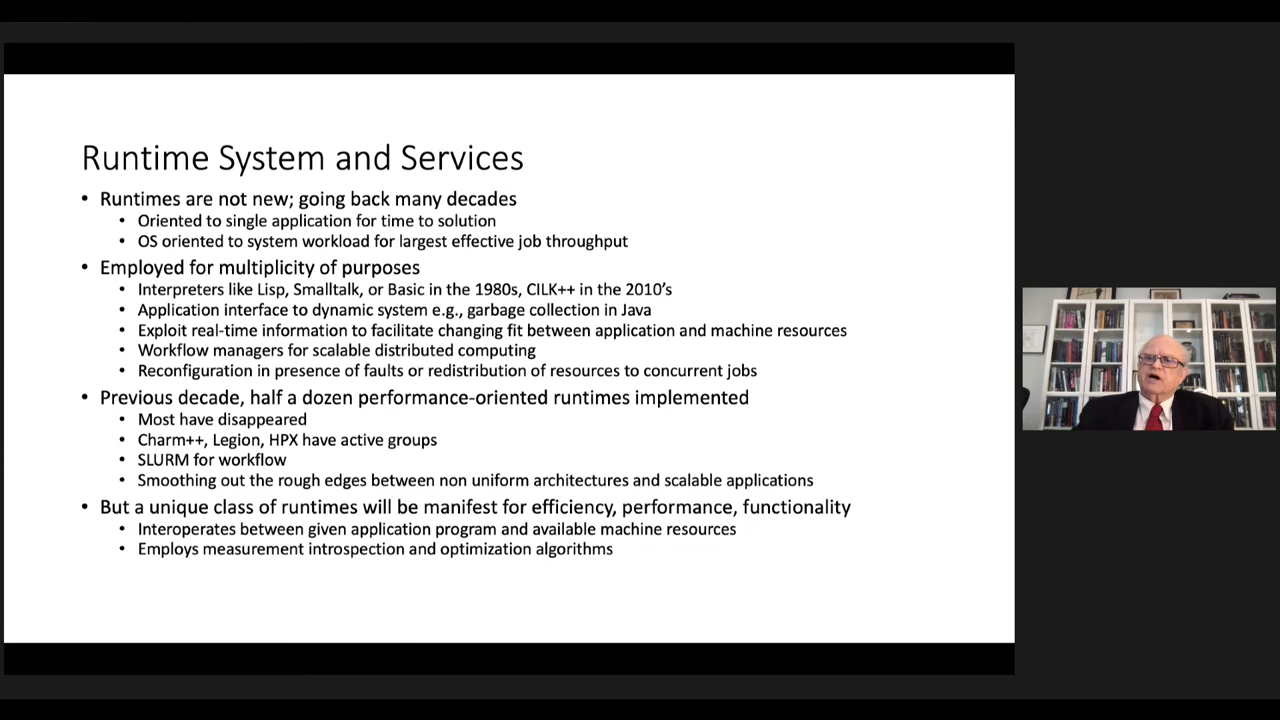 Runtime System and Services
• Runtimes are not new; going back many decades
• Oriented to single application for time to solution
• OS oriented to system workload for largest effective job throughput
• Employed for multiplicity of purposes
• Interpreters like Lisp, Smalltalk, or Basic in the 1980s, CILK++ in the 2010’s
• Application interface to dynamic system e.g., garbage collection in Java
• Exploit real-time information to facilitate changing fit between application and machine resources
• Workflow managers for scalable distributed computing
• Reconfiguration in presence of faults or redistribution of resources to concurrent jobs
• Previous decade, half a dozen performance-oriented runtimes implemented
• Most have disappeared
• Charm++, Legion, HPX have active groups
• SLURM for workflow
• Smoothing out the rough edges between non uniform architectures and scalable applications
• But a unique class of runtimes will be manifest for efficiency, performance, functionality
• Interoperates between given application program and available machine resources
• Employs measurement introspection and optimization algorithms